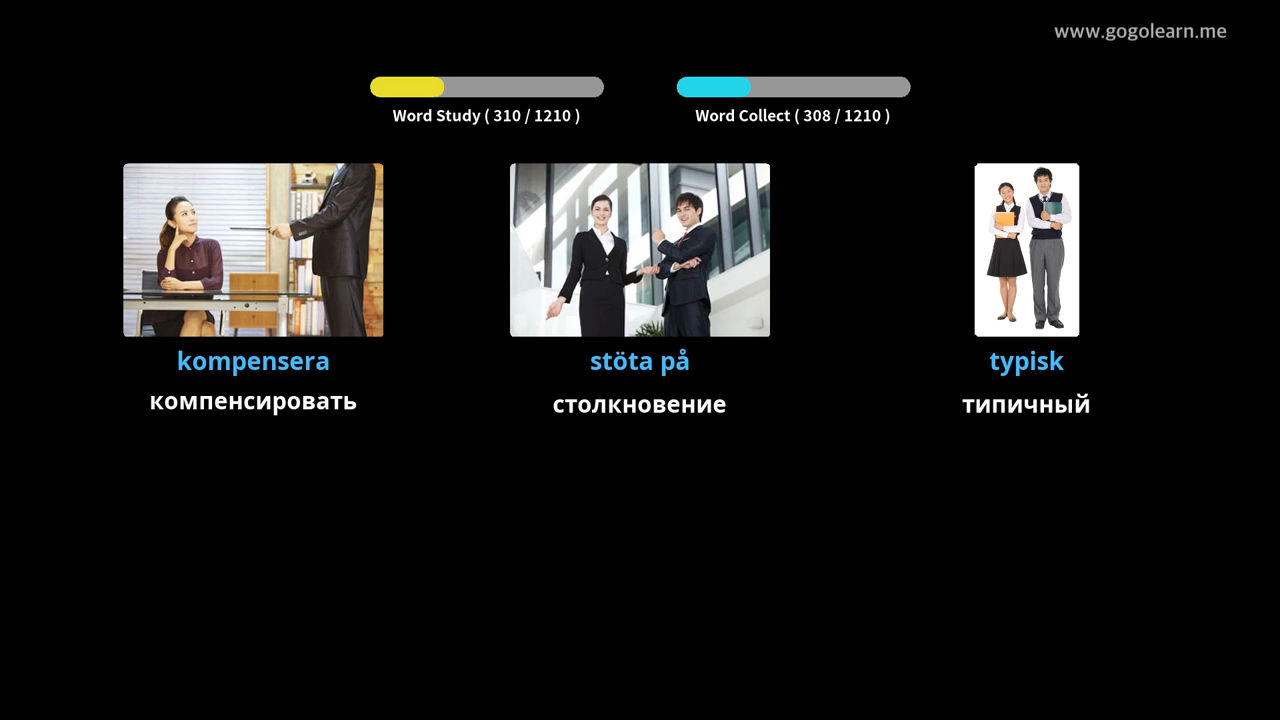 www.gogolearn.me
Word Study ( 310 / 1210 )
Word Collect ( 308 / 1210 )
kompensera
stöta på
typisk
компенсировать
столкновение
типичный